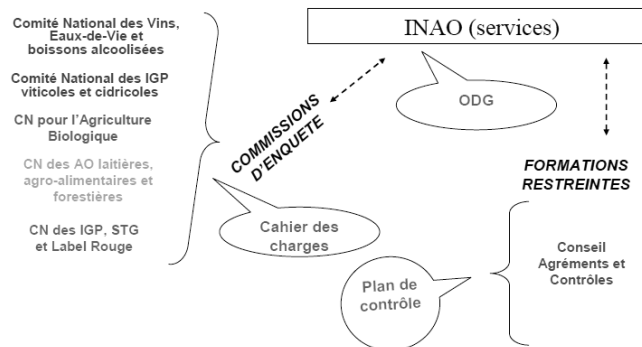 Comité National des Vins,
Eaux-de-Vie et
boissons alcoolisées
Comité National des IGP
viticoles et cidricoles
CN pour l'Agriculture
Biologique
CN des AO laitières,
agro-alimentaires et
forestières
CN des IGP, STG
et Label Rouge
COMMISSIONS
D'ENQUETE
Cahier des
charges
INAO (services)
ODG
FORMATIONS
RESTREINTES
Plan de
contrôle
Conseil
Agréments et
Contrôles